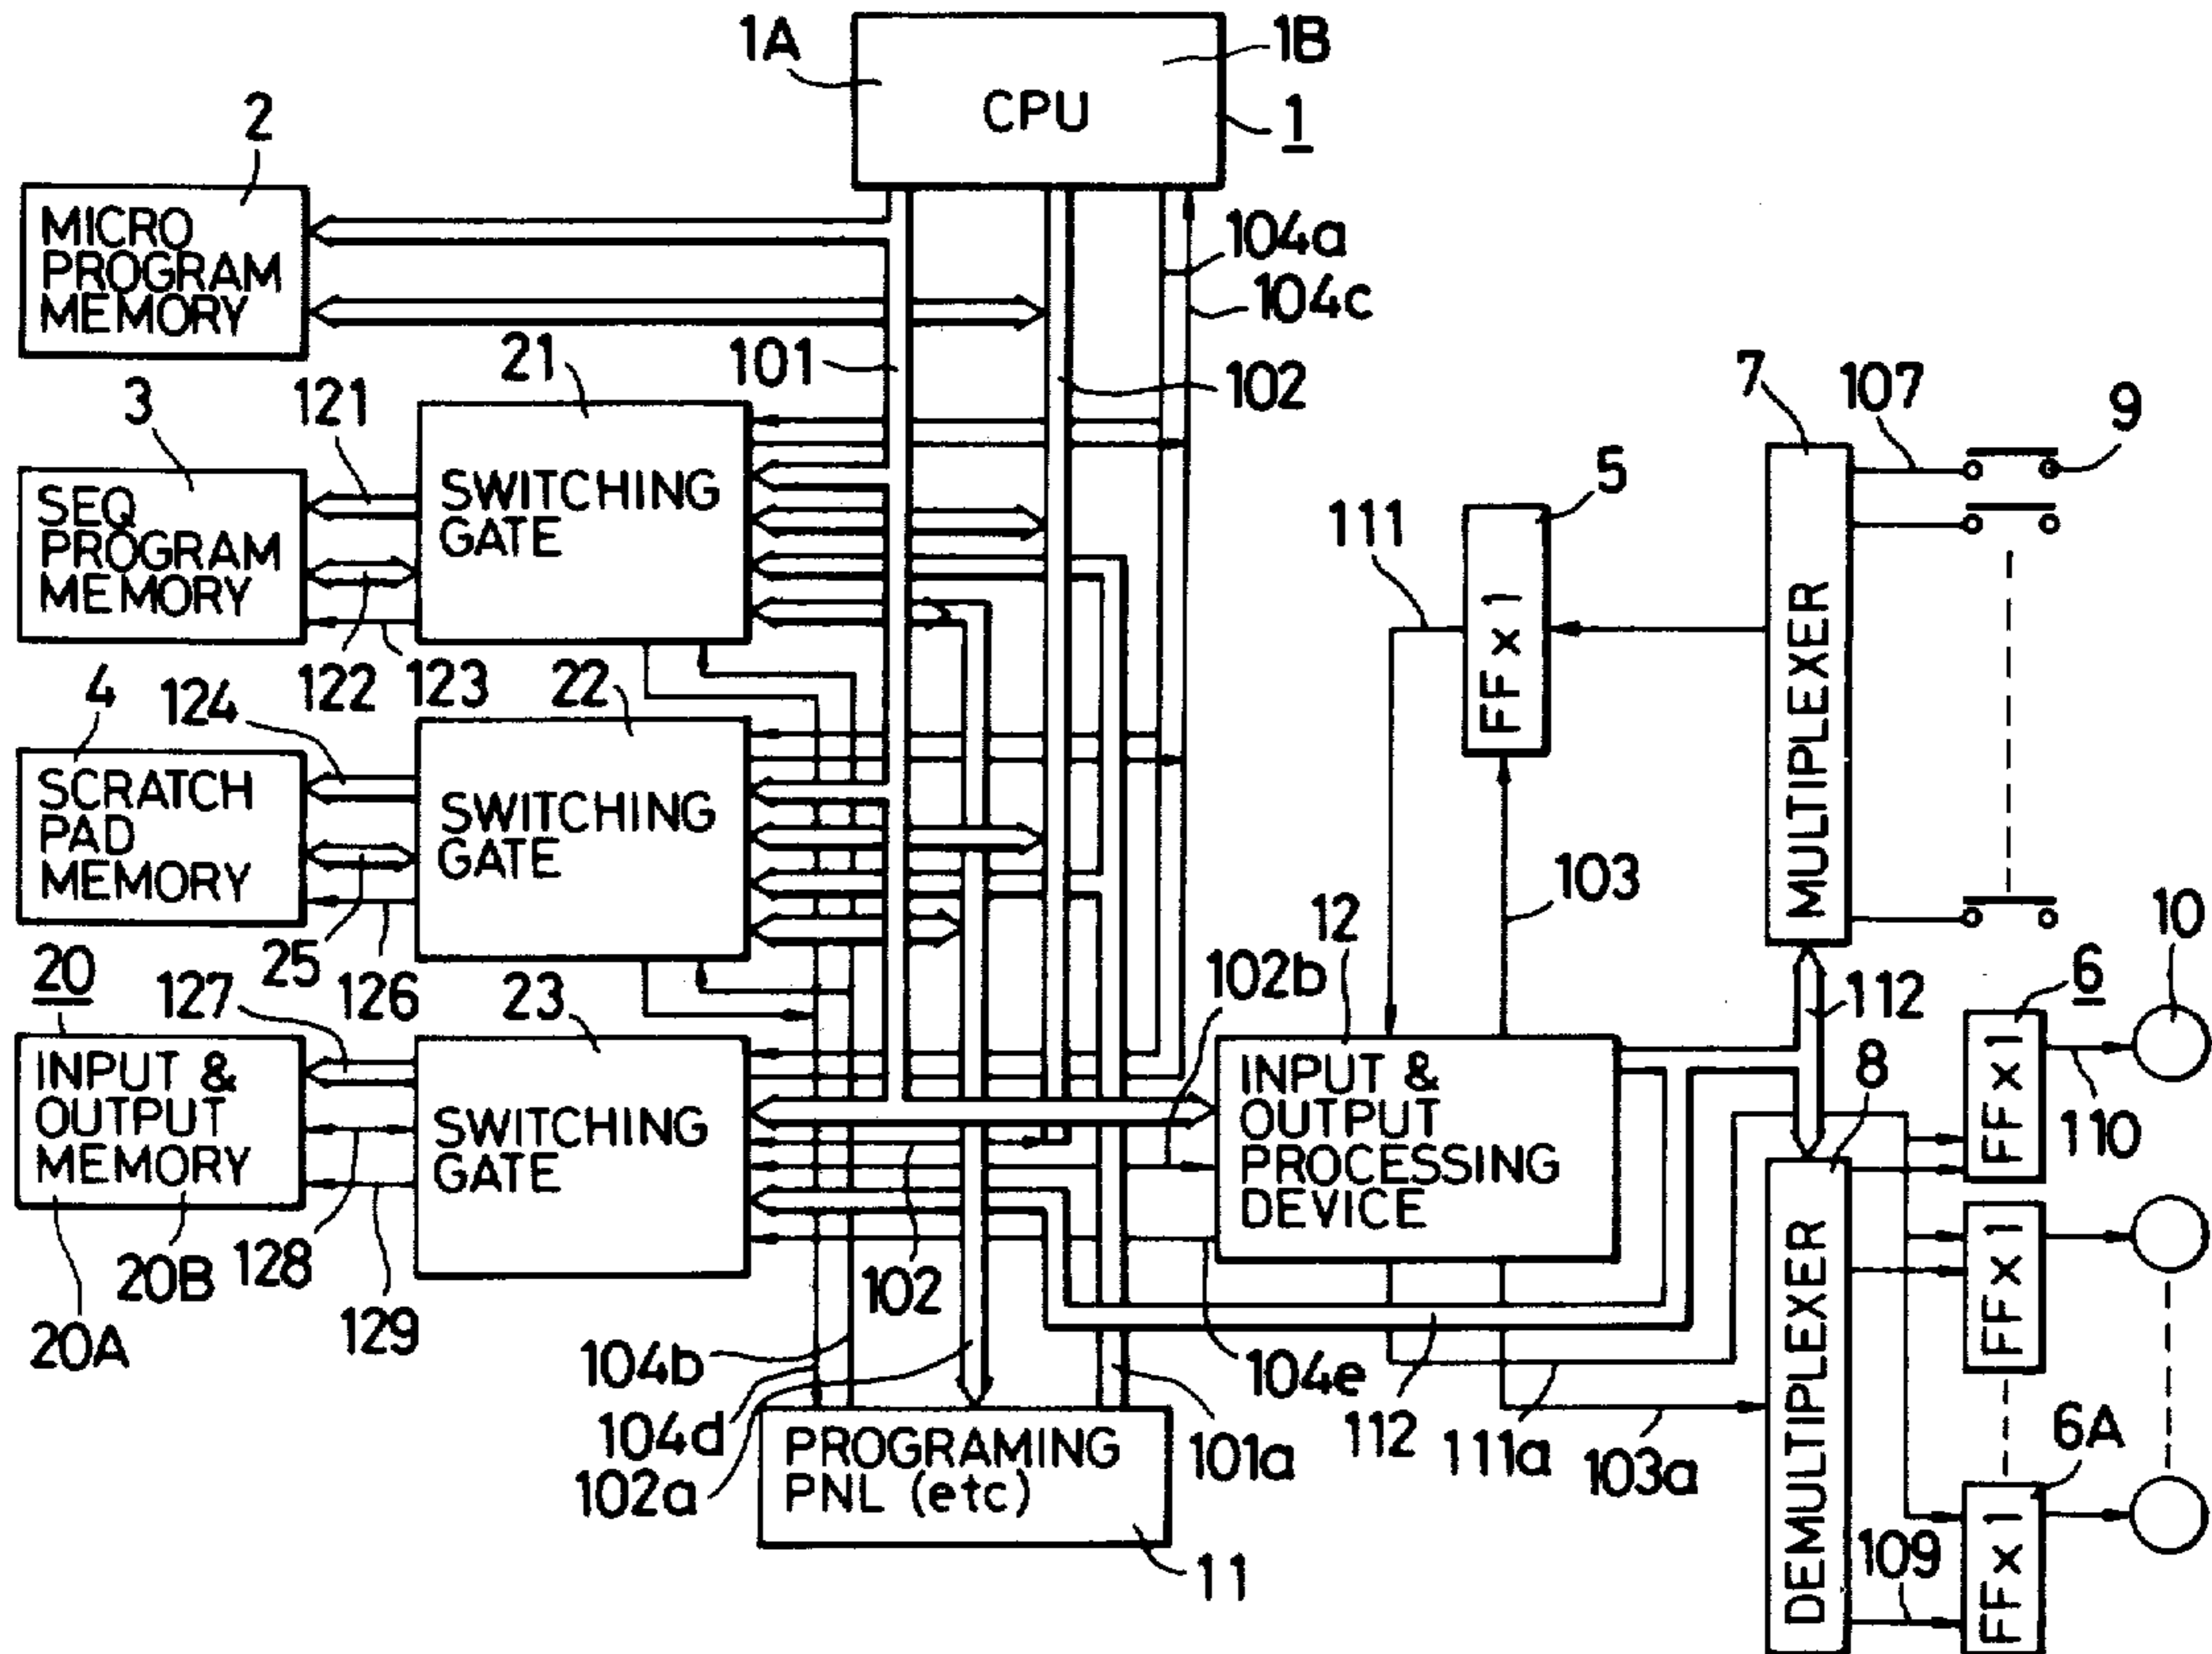 1A
1B
CPU
1
2
MICRO
PROGRAM
MEMORY
104a
104c
101
102
21
3
121
SEQ
PROGRAM
MEMORY
SWITCHING
GATE
122
123
22
4
124
SCRATCH
PAD
MEMORY
SWITCHING
GATE
25
126
20
127
23
INPUT &
OUTPUT
MEMORY
SWITCHING
GATE
20A
20B
128
129
102
104b
104d
102a
PROGRAMING
PNL (etc)
11
101a
104e
112
111a
103a
102b
12
INPUT &
OUTPUT
PROCESSING
DEVICE
111
5
FF x 1
103
7
107
9
MULTIPLEXER
112
8
DEMULTIPLEXER
6
10
FF x 1
110
FF x 1
6A
FF x 1
109